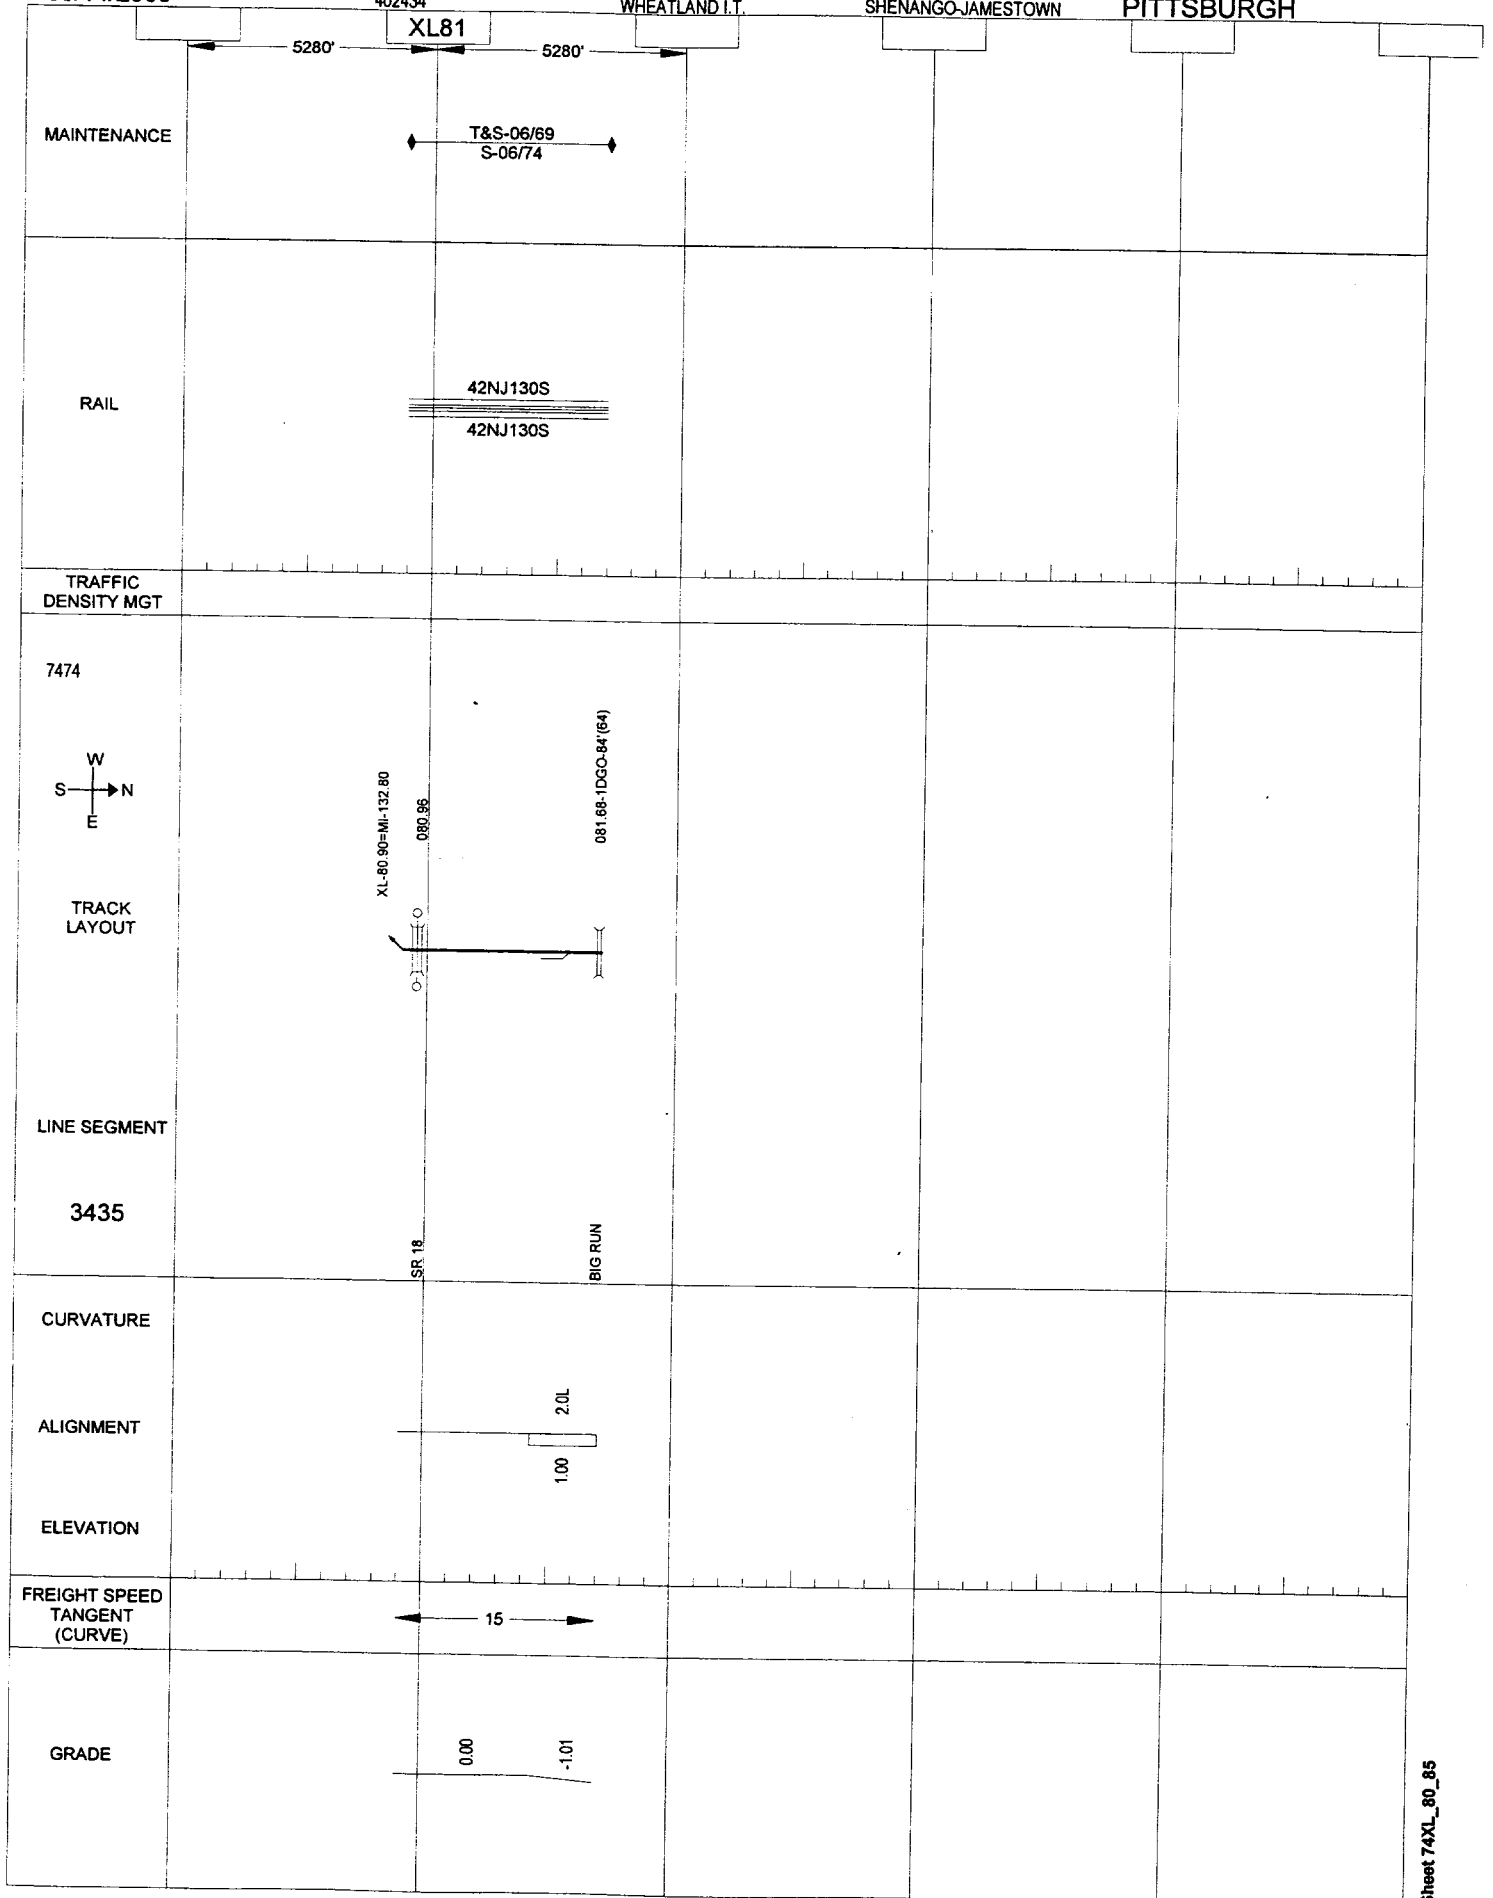 402434
WHEATLAND I.T.
SHENANGO-JAMESTOWN
PITTSBURGH
XL81
5280'
5280'
MAINTENANCE
T&S-06/69
S-06/74
RAIL
42NJ130S
42NJ130S
TRAFFIC
DENSITY MGT
7474
W
S
N
E
XL-80.90=MI-132.80
080.96
081.68-1DGO-84'(64)
TRACK
LAYOUT
LINE SEGMENT
3435
SR 18
BIG RUN
CURVATURE
ALIGNMENT
2.0L
1.00
ELEVATION
FREIGHT SPEED
TANGENT
(CURVE)
15
GRADE
0.00
-1.01
Sheet 74XL_80_85